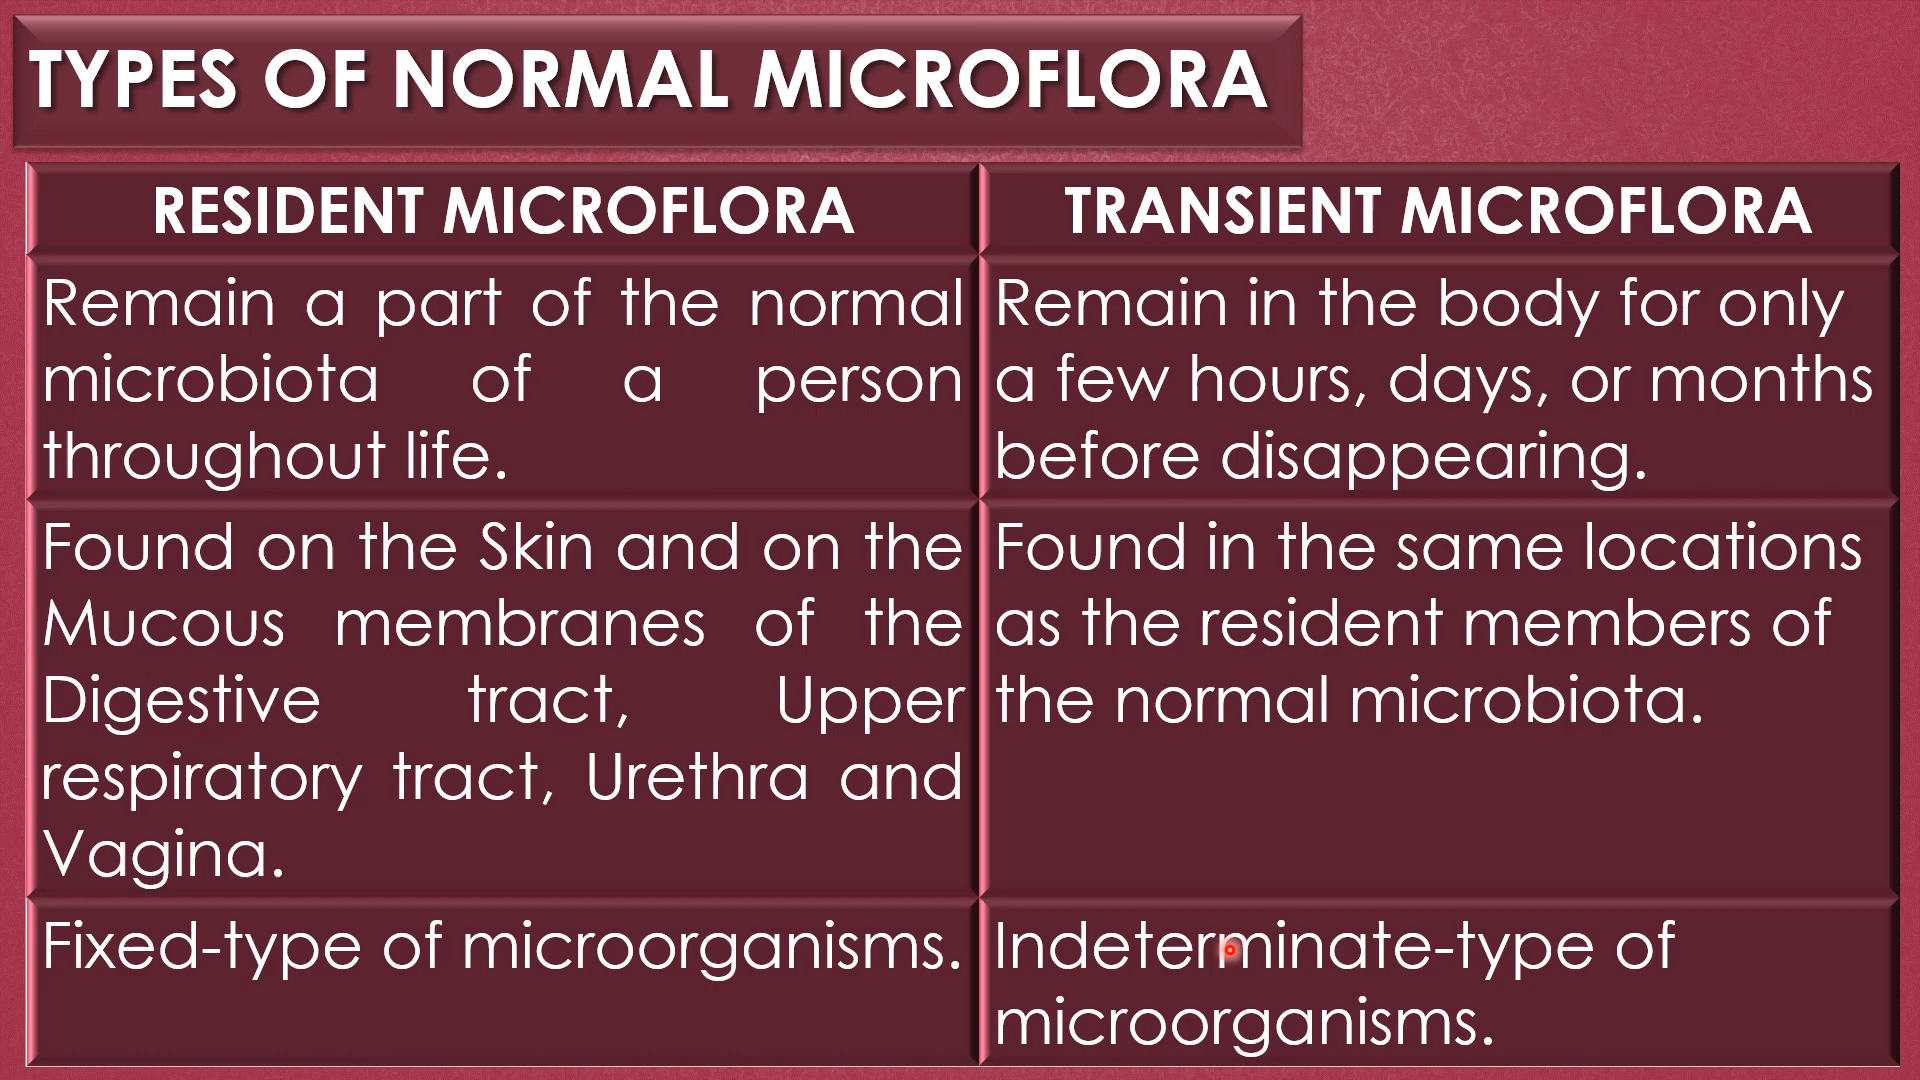 TYPES OF NORMAL MICROFLORA
RESIDENT MICROFLORA
TRANSIENT MICROFLORA
Remain a part of the normal
microbiota of a person
throughout life.
Remain in the body for only
a few hours, days, or months
before disappearing.
Found on the Skin and on the
Mucous membranes of the
Digestive tract, Upper
respiratory tract, Urethra and
Vagina.
Found in the same locations
as the resident members of
the normal microbiota.
Fixed-type of microorganisms.
Indeterminate-type of
microorganisms.